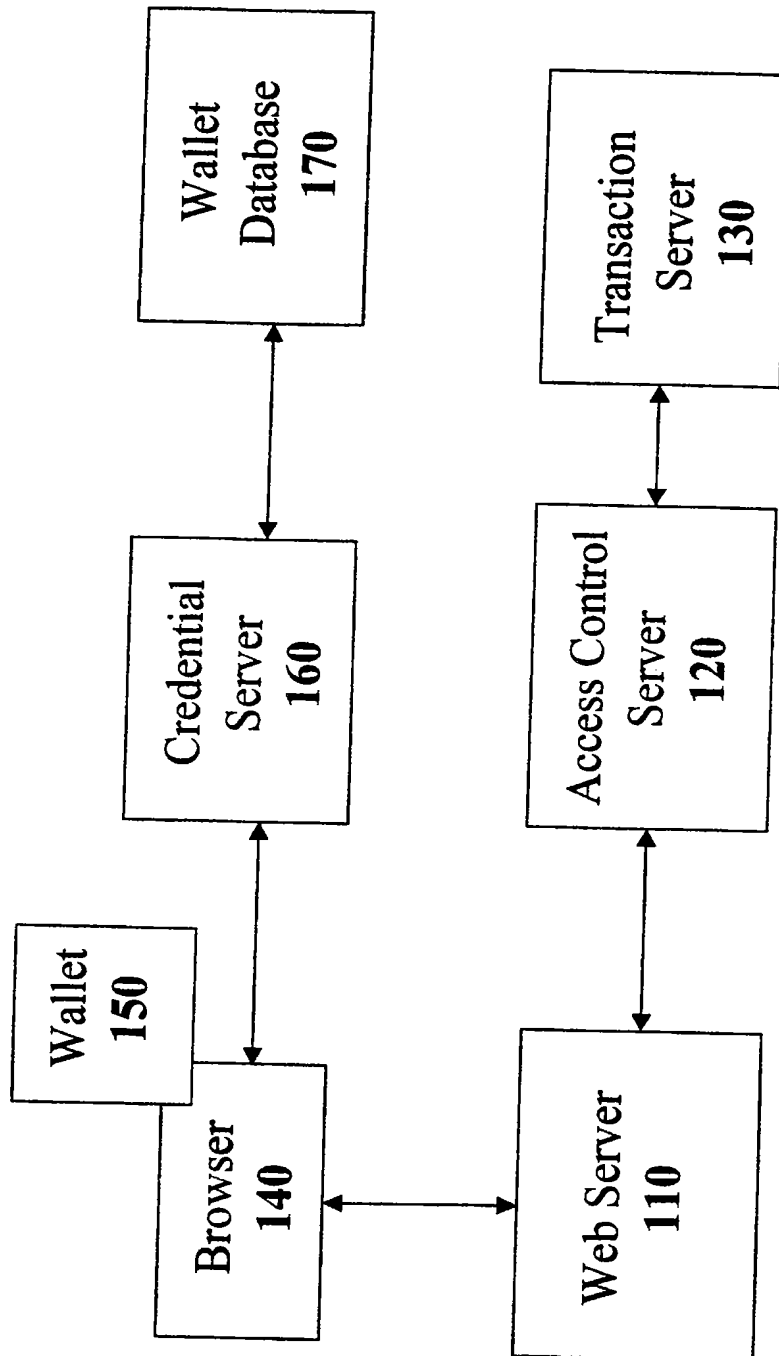 Wallet
150
Browser
140
Credential
Server
160
Wallet
Database
170
Web Server
110
Access Control
Server
120
Transaction
Server
130